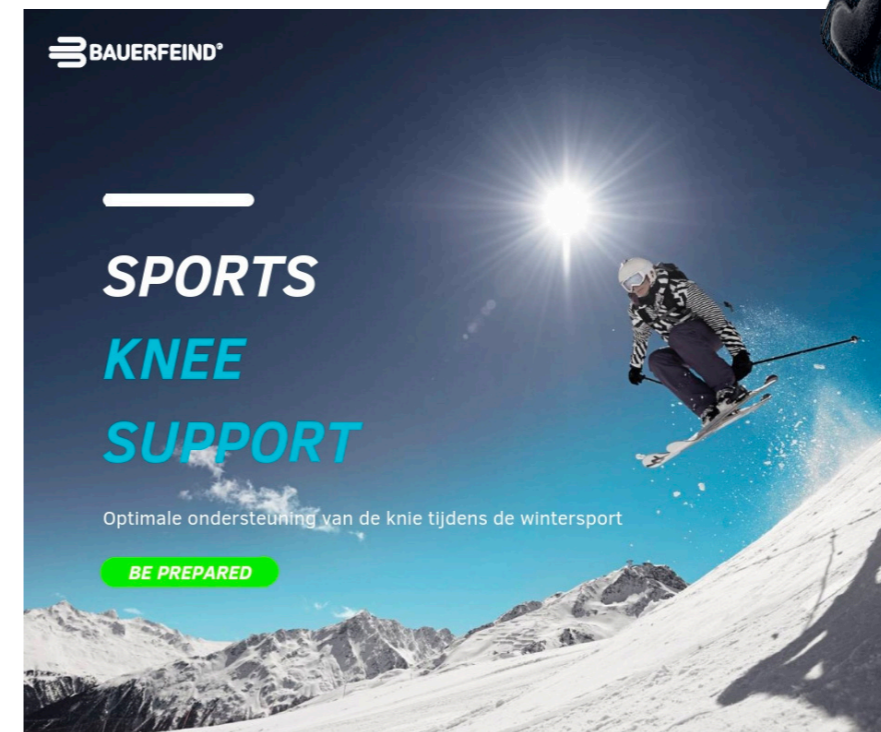 BAUERFEIND®
SPORTS
KNEE
SUPPORT
Optimale ondersteuning van de knie tijdens de wintersport
BE PREPARED